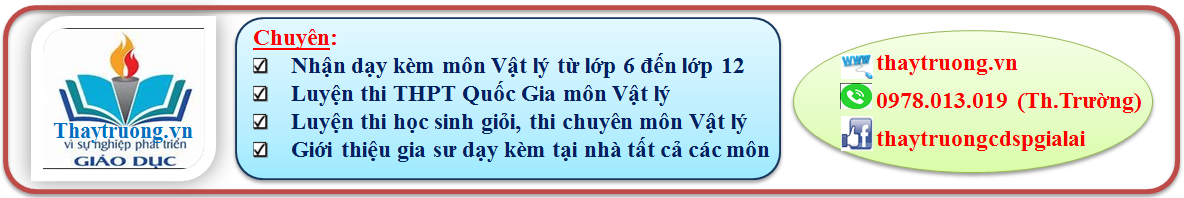 Thaytruong.vn
vì sự nghiệp phát triển
GIÁO DỤC
Chuyên:
Nhận dạy kèm môn Vật lý từ lớp 6 đến lớp 12
Luyện thi THPT Quốc Gia môn Vật lý
Luyện thi học sinh giỏi, thi chuyên môn Vật lý
Giới thiệu gia sư dạy kèm tại nhà tất cả các môn
www thaytruong.vn
0978.013.019 (Th.Trường)
thaytruongcdspgialai